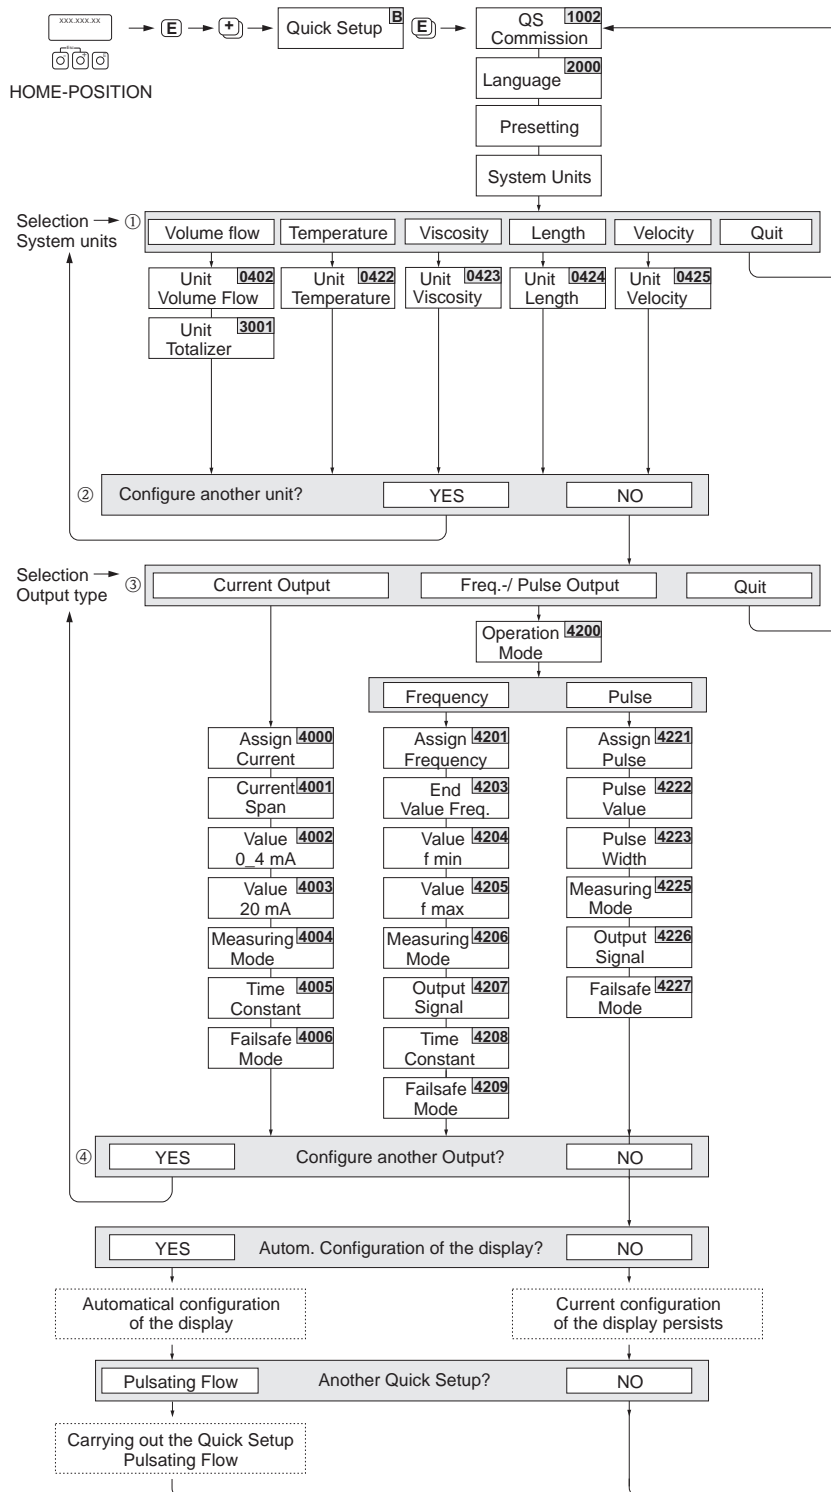 XXX.XXX.XX
Esc
- + E
HOME-POSITION
E
+
Quick Setup B
E
QS 1002
Commission
Language 2000
Presetting
System Units
Selection
System units
①
Volume flow
Temperature
Viscosity
Length
Velocity
Quit
Unit 0402
Volume Flow
Unit 0422
Temperature
Unit 0423
Viscosity
Unit 0424
Length
Unit 0425
Velocity
Unit 3001
Totalizer
②
Configure another unit?
YES
NO
Selection
Output type
③
Current Output
Freq.-/ Pulse Output
Quit
Operation 4200
Mode
Frequency
Pulse
Assign 4000
Current
Current 4001
Span
Value 4002
0_4 mA
Value 4003
20 mA
Measuring 4004
Mode
Time 4005
Constant
Failsafe 4006
Mode
Assign 4201
Frequency
End 4203
Value Freq.
Value 4204
f min
Value 4205
f max
Measuring 4206
Mode
Output 4207
Signal
Time 4208
Constant
Failsafe 4209
Mode
Assign 4221
Pulse
Pulse 4222
Value
Pulse 4223
Width
Measuring 4225
Mode
Output 4226
Signal
Failsafe 4227
Mode
④
YES
Configure another Output?
NO
YES
Autom. Configuration of the display?
NO
Automatical configuration
of the display
Current configuration
of the display persists
Pulsating Flow
Another Quick Setup?
NO
Carrying out the Quick Setup
Pulsating Flow